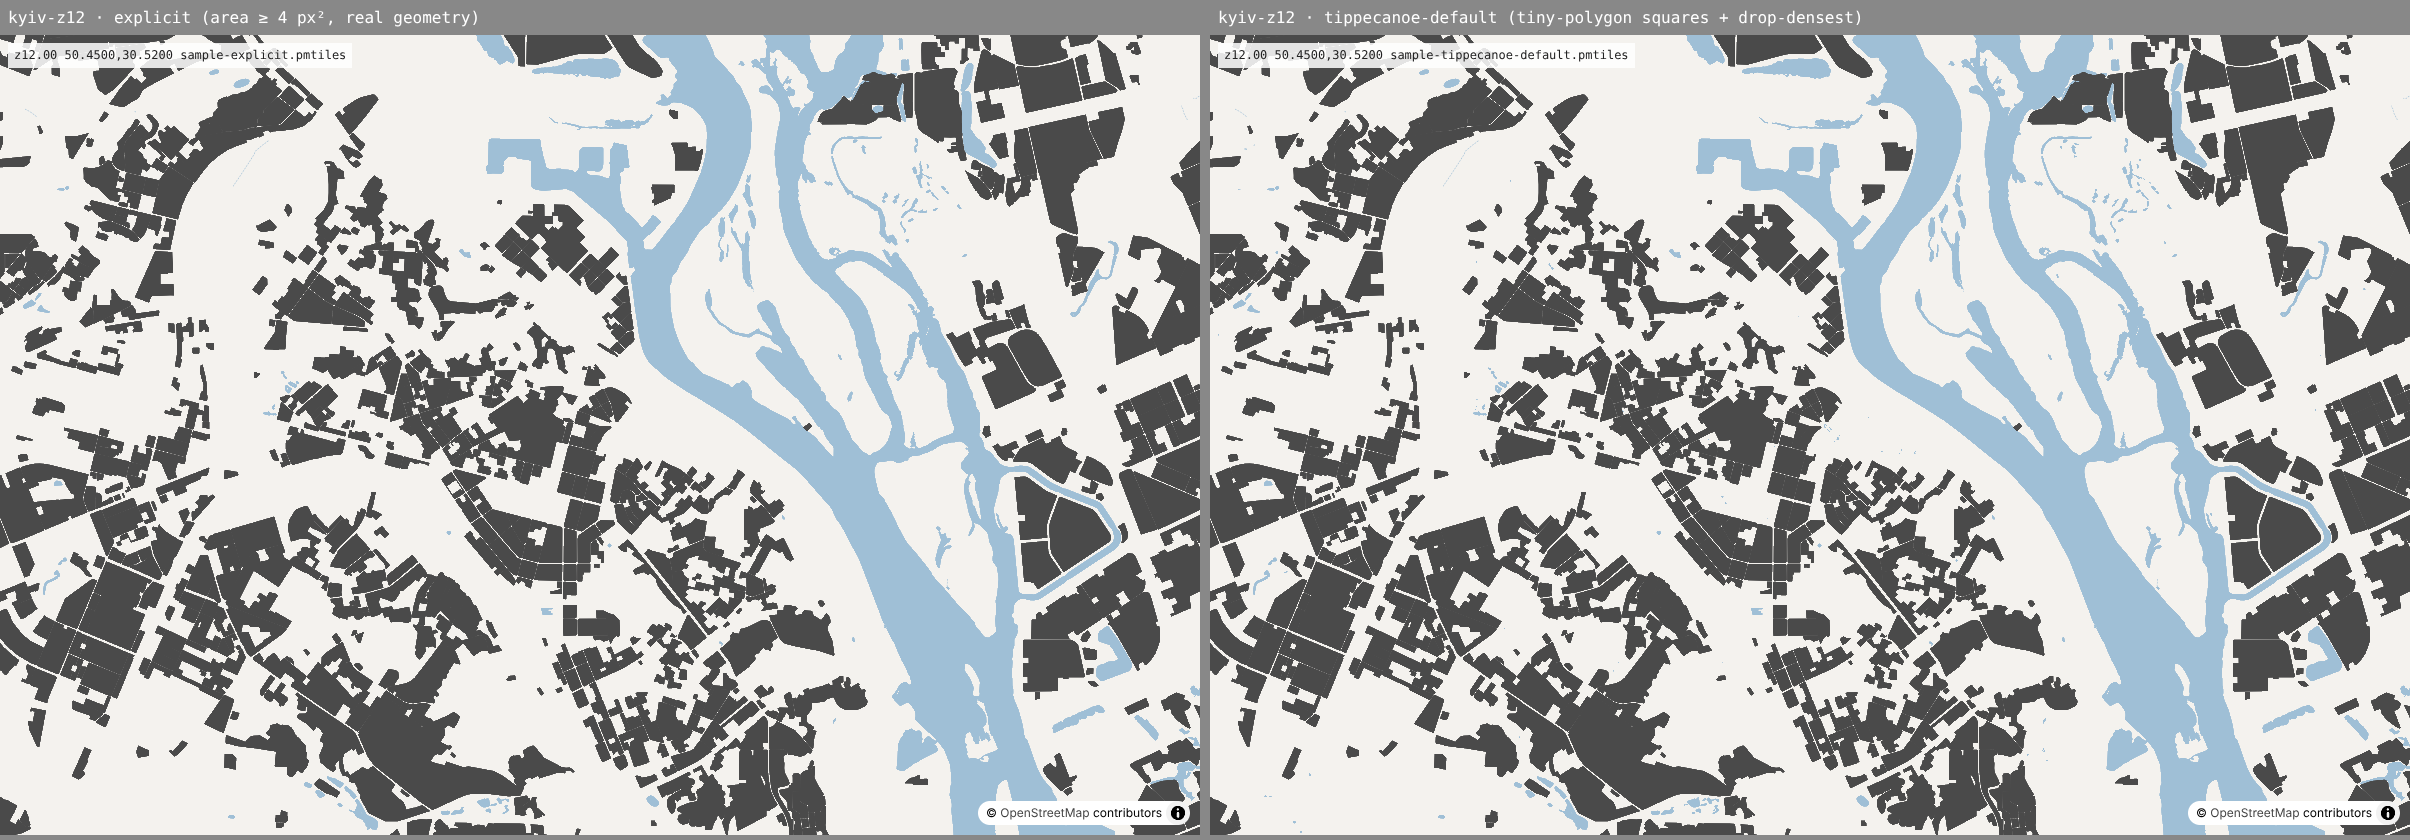 kyiv-z12 · explicit (area ≥ 4 px², real geometry)
z12.00 50.4500,30.5200 sample-explicit.pmtiles
© OpenStreetMap contributors
kyiv-z12 · tippecanoe-default (tiny-polygon squares + drop-densest)
z12.00 50.4500,30.5200 sample-tippecanoe-default.pmtiles
© OpenStreetMap contributors